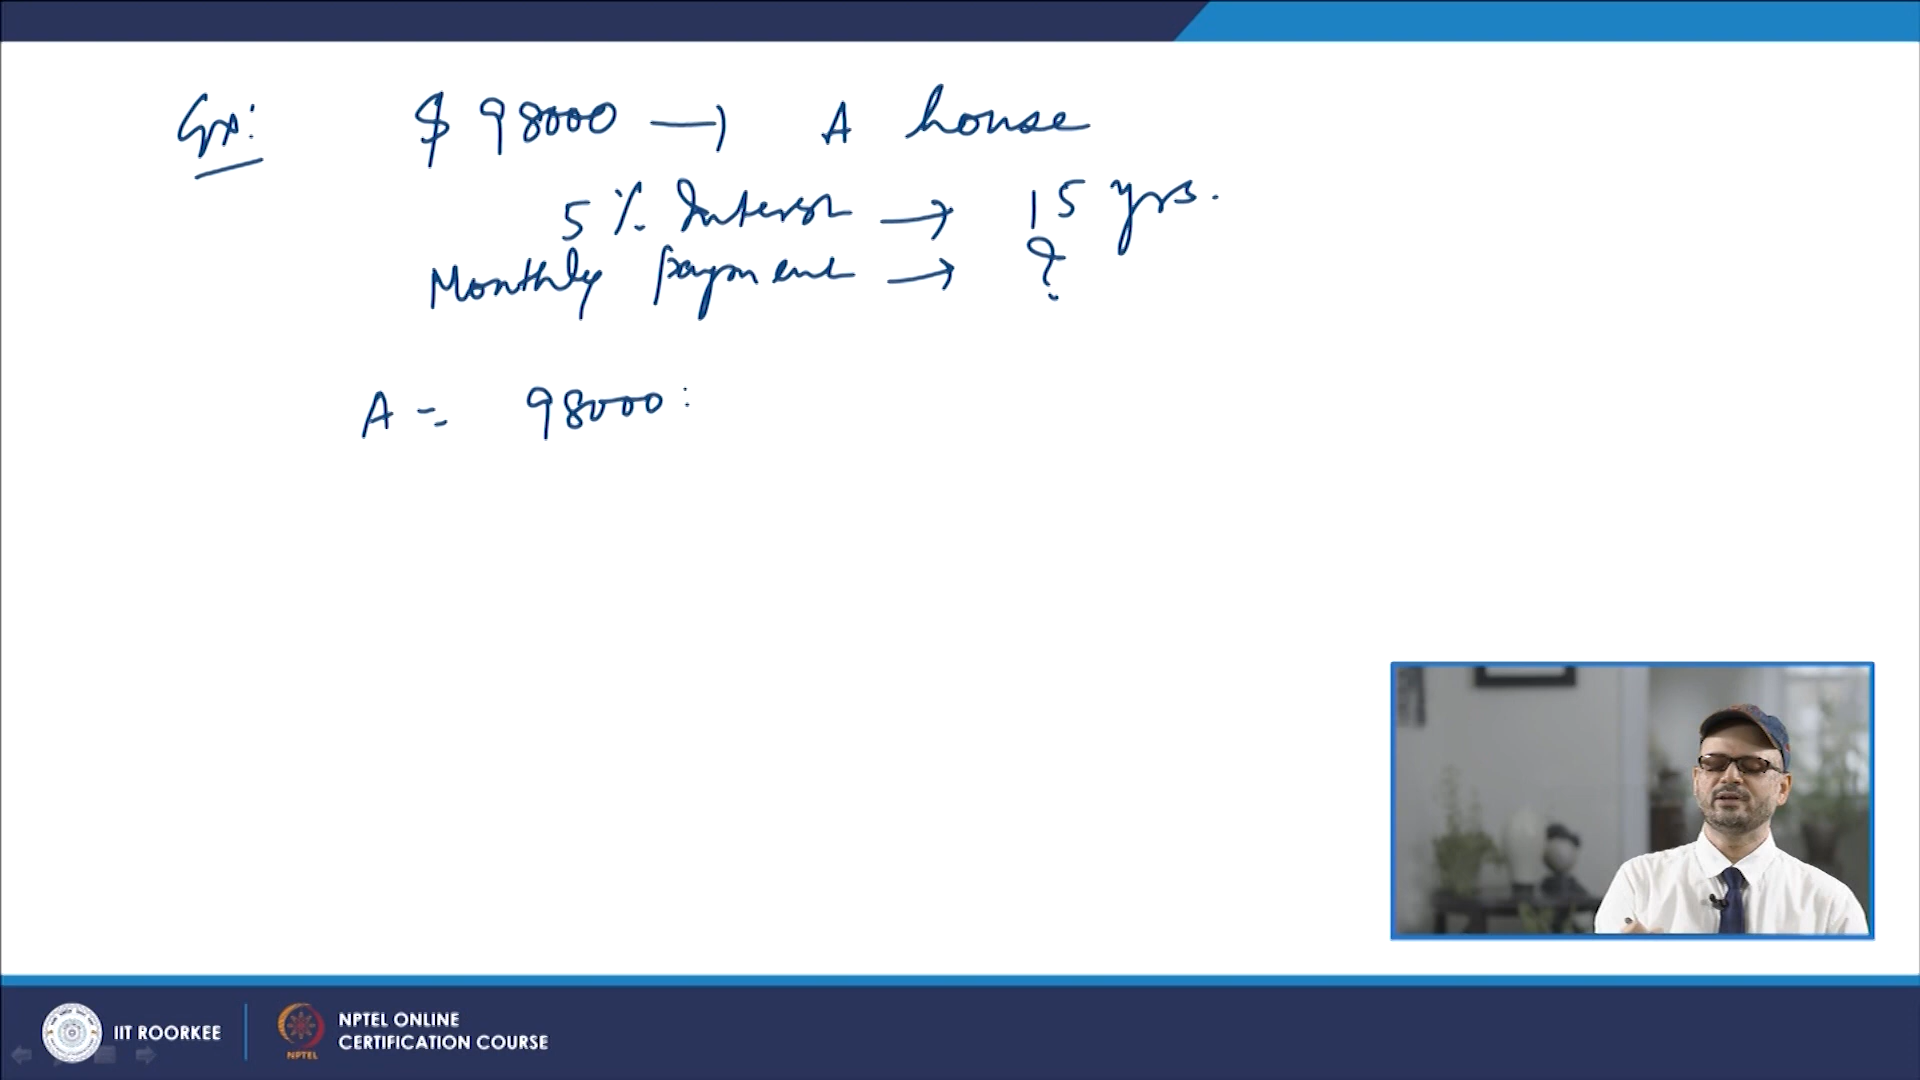 Ex:
$ 98000 → A house
5 % Interest → 15 yrs.
Monthly payment → ?
A = 98000 :
IIT ROORKEE
NPTEL
NPTEL ONLINE
CERTIFICATION COURSE